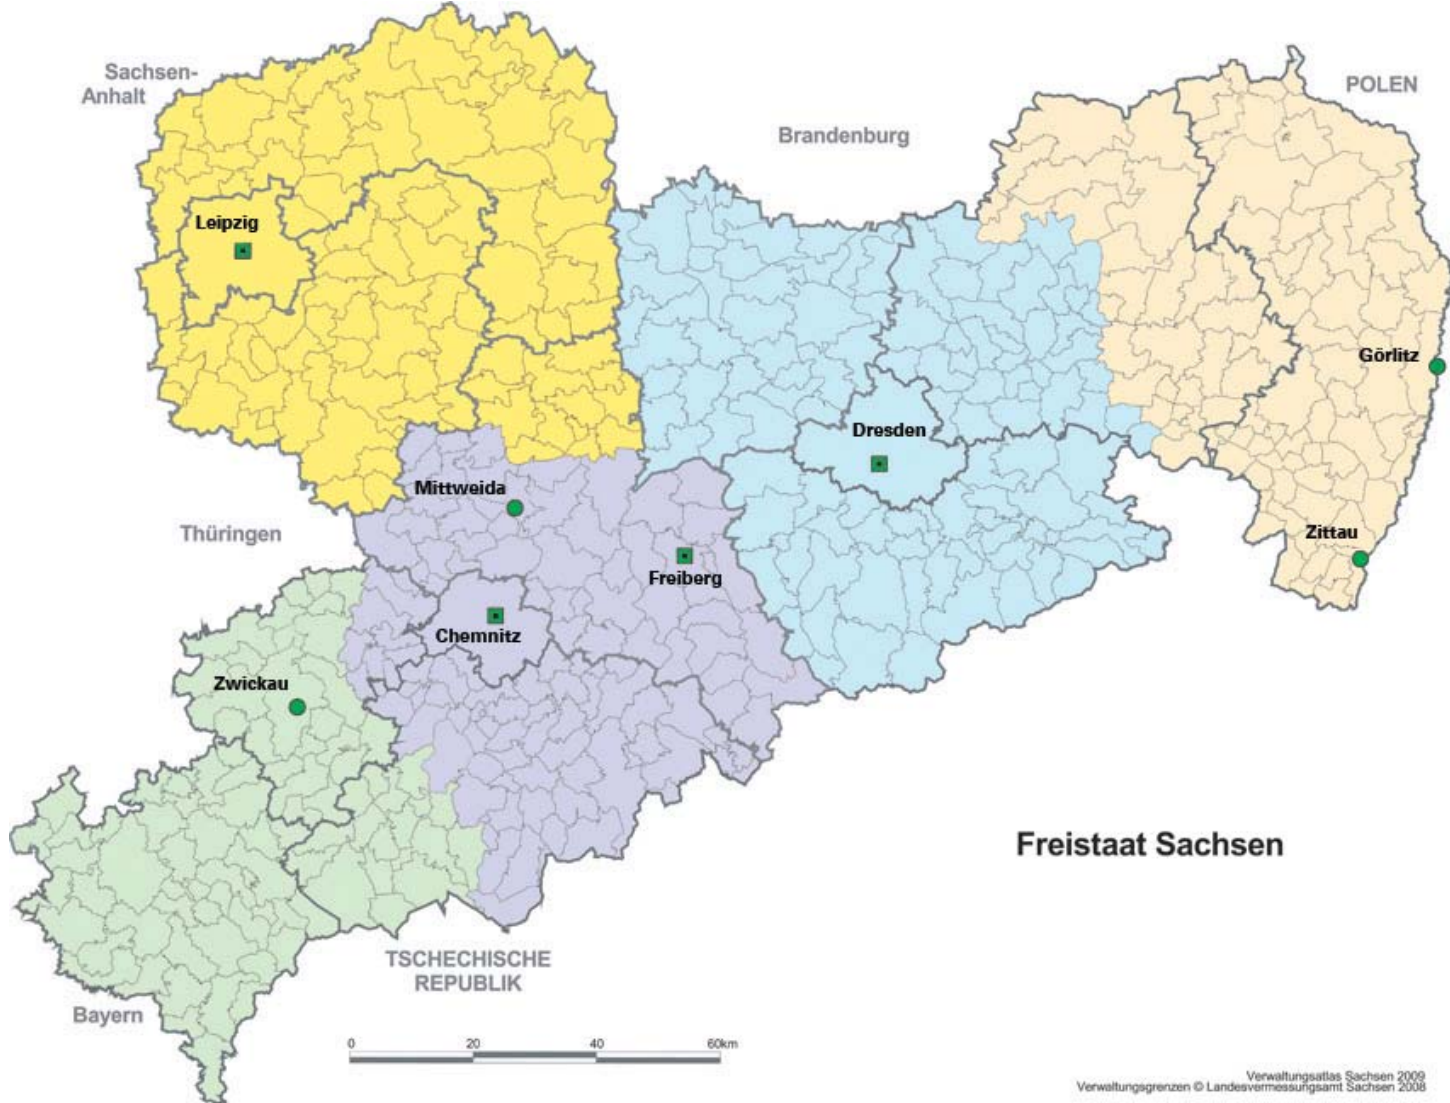 Sachsen-
Anhalt
POLEN
Brandenburg
Leipzig
Görlitz
Dresden
Mittweida
Thüringen
Zittau
Freiberg
Chemnitz
Zwickau
Freistaat Sachsen
TSCHECHISCHE
REPUBLIK
Bayern
0 20 40 60km
Verwaltungsatlas Sachsen 2009
Verwaltungsgrenzen © Landesvermessungsamt Sachsen 2008